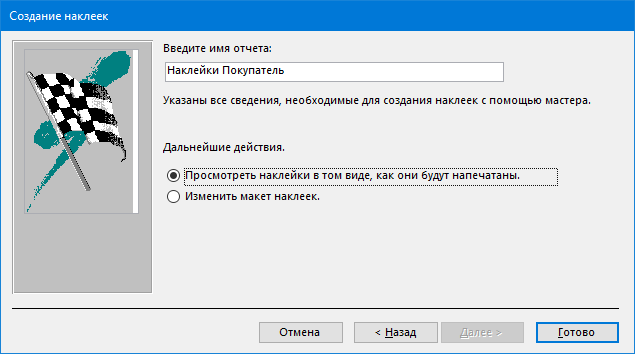 Создание наклеек
Введите имя отчета:
Наклейки Покупатель
Указаны все сведения, необходимые для создания наклеек с помощью мастера.
Дальнейшие действия.
Просмотреть наклейки в том виде, как они будут напечатаны.
Изменить макет наклеек.
Отмена
< Назад
Далее >
Готово